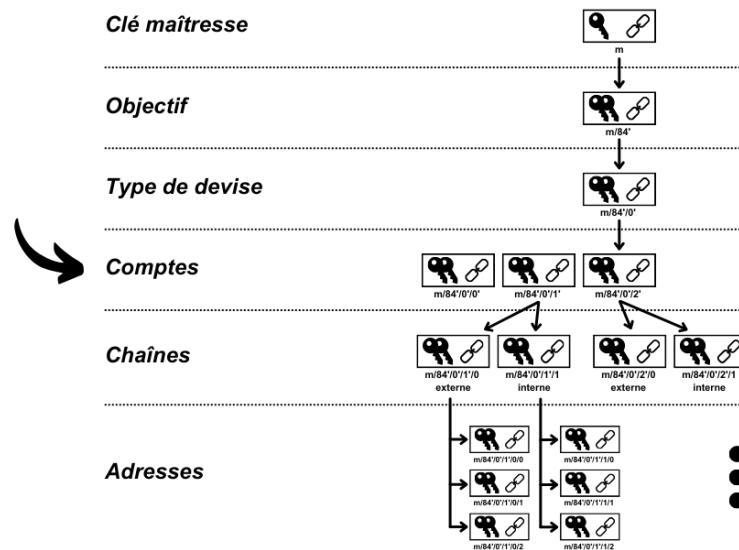 Clé maîtresse
m
Objectif
m/84'
Type de devise
m/84'/0'
Comptes
m/84'/0'/0' m/84'/0'/1' m/84'/0'/2'
Chaînes
m/84'/0'/1'/0 m/84'/0'/1'/1 m/84'/0'/2'/0 m/84'/0'/2'/1
externe interne externe interne
m/84'/0'/1'/0/0 m/84'/0'/1'/1/0
Adresses
m/84'/0'/1'/0/1 m/84'/0'/1'/1/1
m/84'/0'/1'/0/2 m/84'/0'/1'/1/2